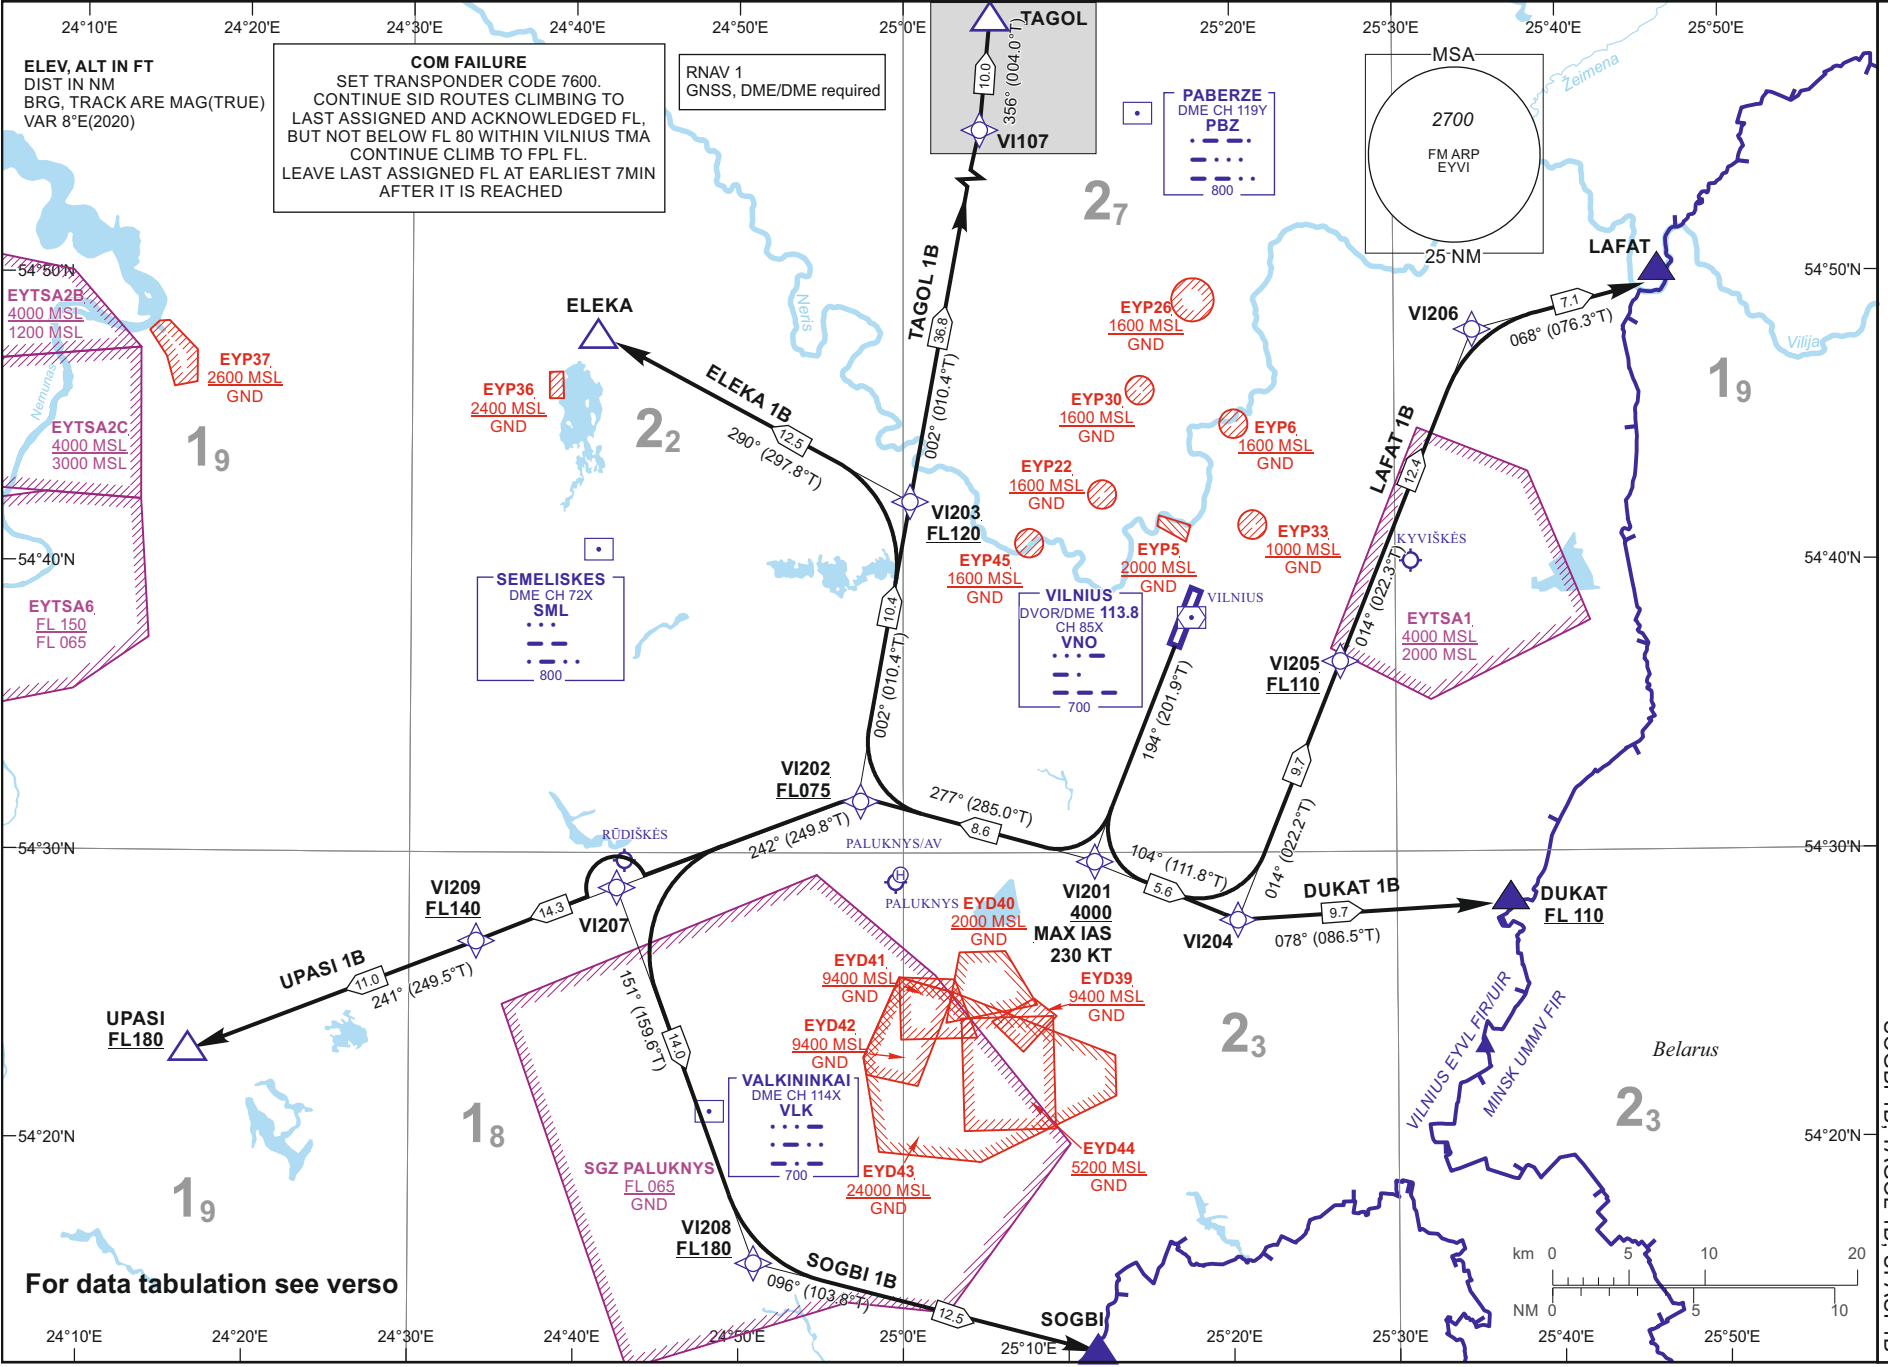 24°10'E
24°20'E
24°30'E
24°40'E
24°50'E
25°0'E
25°20'E
25°30'E
25°40'E
25°50'E
ELEV, ALT IN FT
DIST IN NM
BRG, TRACK ARE MAG(TRUE)
VAR 8°E(2020)
COM FAILURE
SET TRANSPONDER CODE 7600.
CONTINUE SID ROUTES CLIMBING TO
LAST ASSIGNED AND ACKNOWLEDGED FL,
BUT NOT BELOW FL 80 WITHIN VILNIUS TMA
CONTINUE CLIMB TO FPL FL.
LEAVE LAST ASSIGNED FL AT EARLIEST 7MIN
AFTER IT IS REACHED
RNAV 1
GNSS, DME/DME required
TAGOL
10.0
356° (004.0°T)
VI107
PABERZE
DME CH 119Y
PBZ
800
MSA
2700
FM ARP
EYVI
25 NM
Žeimena
LAFAT
2 7
54°50'N
54°50'N
EYTSA2B
4000 MSL
1200 MSL
EYP37
2600 MSL
GND
Nemunas
EYTSA2C
4000 MSL
3000 MSL
1 9
ELEKA
EYP36
2400 MSL
GND
2 2
ELEKA 1B
12.5
290° (297.8°T)
Neris
TAGOL 1B
36.8
002° (010.4°T)
EYP26
1600 MSL
GND
EYP30
1600 MSL
GND
EYP6
1600 MSL
GND
EYP22
1600 MSL
GND
VI206
7.1
068° (076.3°T)
Vilija
1 9
LAFAT 1B
12.4
VI203
FL120
EYP45
1600 MSL
GND
EYP5
2000 MSL
GND
EYP33
1000 MSL
GND
KYVIŠKĖS
54°40'N
54°40'N
EYTSA6
FL 150
FL 065
SEMELISKES
DME CH 72X
SML
800
10.4
002° (010.4°T)
VILNIUS
DVOR/DME 113.8
CH 85X
VNO
700
VILNIUS
194° (201.9°T)
014° (022.3°T)
EYTSA1
4000 MSL
2000 MSL
VI205
FL110
9.7
014° (022.2°T)
VI202
FL075
277° (285.0°T)
8.6
242° (249.8°T)
RŪDIŠKĖS
PALUKNYS/AV
H
PALUKNYS
54°30'N
54°30'N
104° (111.8°T)
5.6
VI201
4000
MAX IAS
230 KT
DUKAT 1B
9.7
078° (086.5°T)
DUKAT
FL 110
VI204
VI209
FL140
14.3
VI207
UPASI 1B
11.0
241° (249.5°T)
UPASI
FL180
151° (159.6°T)
14.0
EYD40
2000 MSL
GND
EYD41
9400 MSL
GND
EYD39
9400 MSL
GND
EYD42
9400 MSL
GND
2 3
VILNIUS EYVL FIR/UIR
MINSK UMMV FIR
Belarus
2 3
1 8
VALKININKAI
DME CH 114X
VLK
700
54°20'N
54°20'N
EYD43
24000 MSL
GND
EYD44
5200 MSL
GND
SGZ PALUKNYS
FL 065
GND
1 9
VI208
FL180
SOGBI 1B
096° (103.8°T)
12.5
SOGBI
For data tabulation see verso
km 0 5 10 20
NM 0 5 10
24°10'E
24°20'E
24°30'E
24°40'E
24°50'E
25°0'E
25°10'E
25°20'E
25°30'E
25°40'E
25°50'E